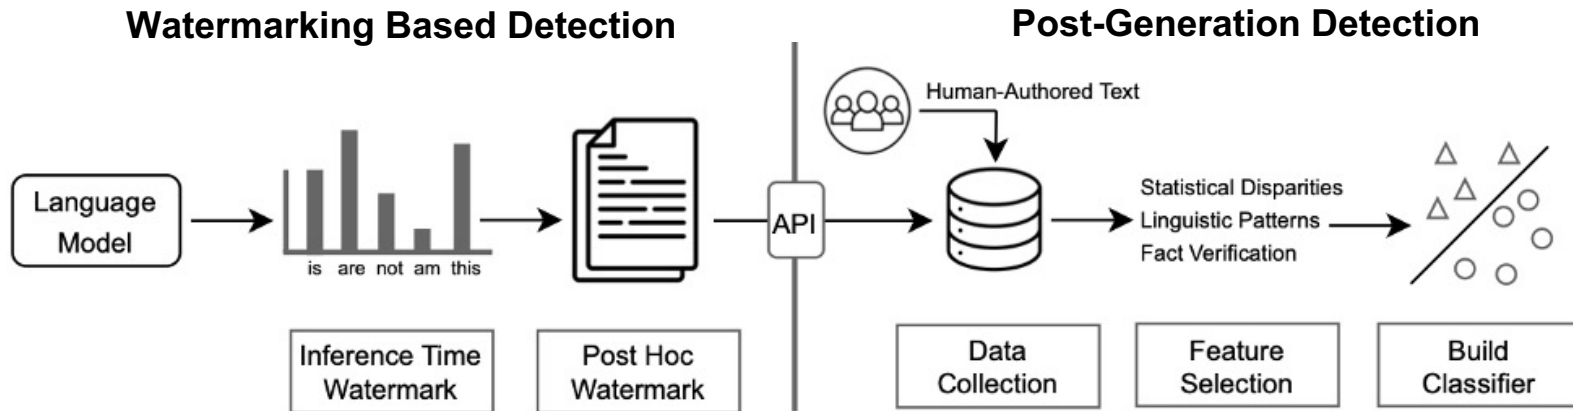 Watermarking Based Detection
Post-Generation Detection
Language
Model
is are not am this
API
Human-Authored Text
Statistical Disparities
Linguistic Patterns
Fact Verification
Inference Time
Watermark
Post Hoc
Watermark
Data
Collection
Feature
Selection
Build
Classifier